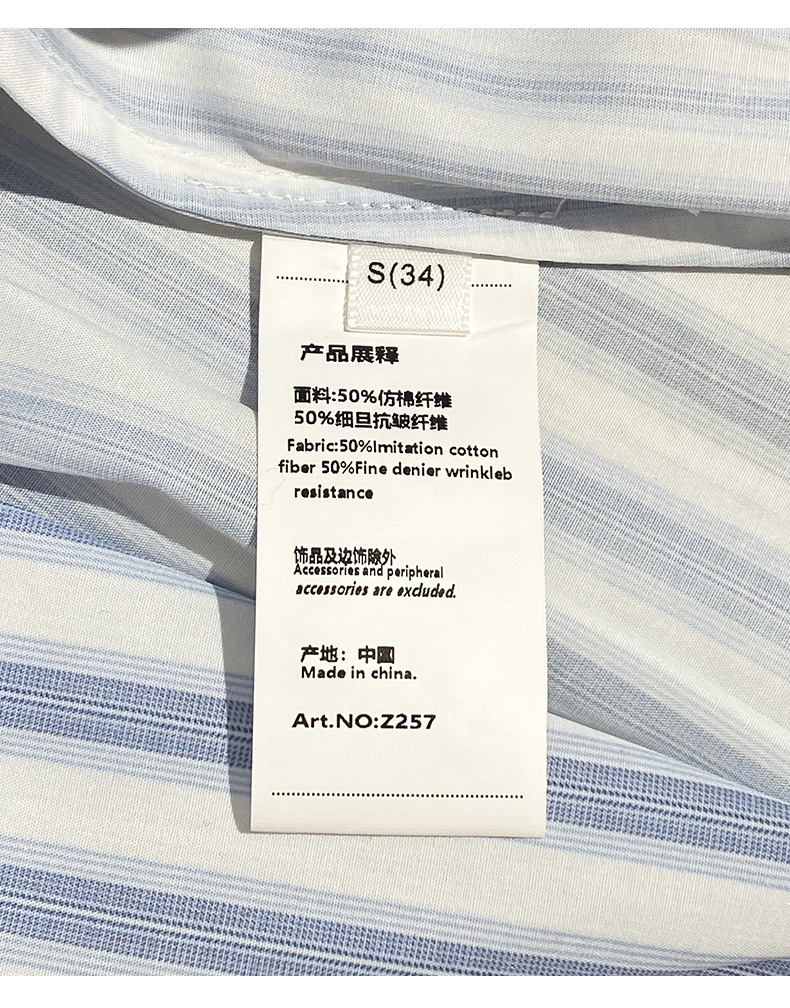 S(34)
产品展释
面料:50%仿棉纤维
50%细旦抗皱纤维
Fabric:50%Imitation cotton
fiber 50%Fine denier wrinkleb
resistance
饰品及边饰除外
Accessories and peripheral
accessories are excluded.
产地：中國
Made in china.
Art.NO:Z257